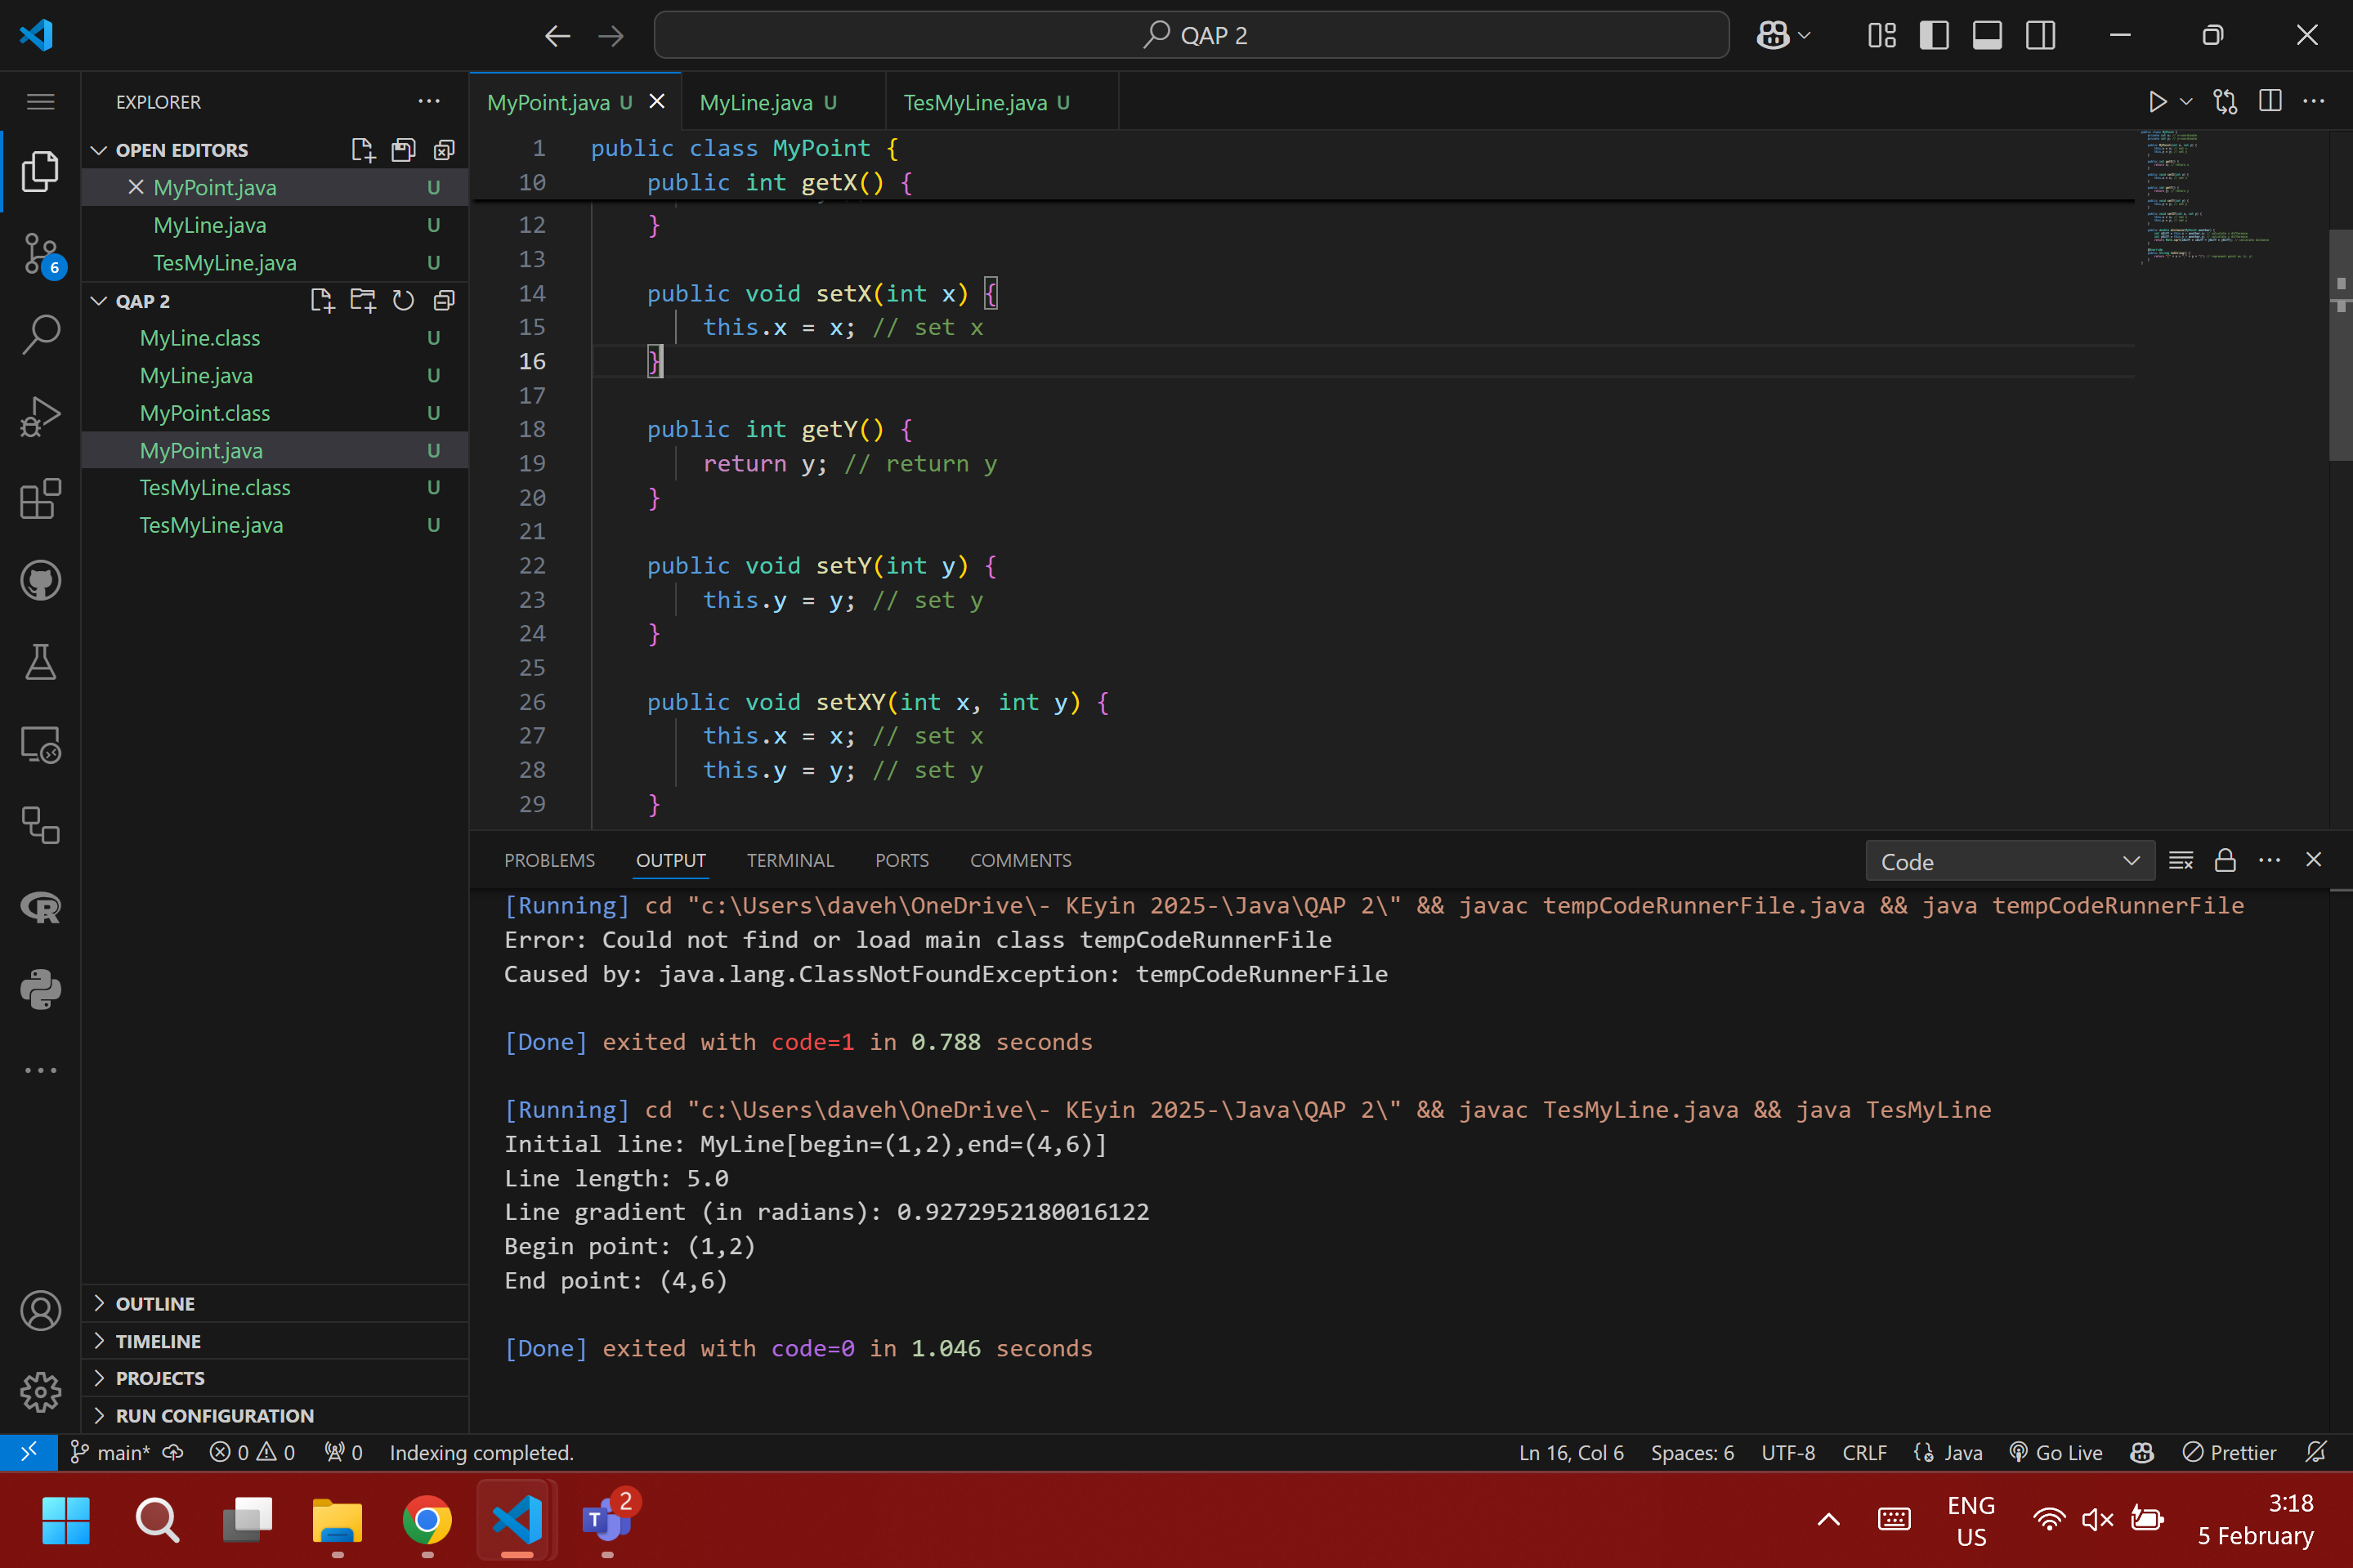 QAP 2
EXPLORER
OPEN EDITORS
MyPoint.java U
MyLine.java U
TesMyLine.java U
QAP 2
MyLine.class U
MyLine.java U
MyPoint.class U
MyPoint.java U
TesMyLine.class U
TesMyLine.java U
OUTLINE
TIMELINE
PROJECTS
RUN CONFIGURATION
6
MyPoint.java U
MyLine.java U
TesMyLine.java U
1 public class MyPoint {
10 public int getX() {
12 }
13
14 public void setX(int x) {
15 this.x = x; // set x
16 }
17
18 public int getY() {
19 return y; // return y
20 }
21
22 public void setY(int y) {
23 this.y = y; // set y
24 }
25
26 public void setXY(int x, int y) {
27 this.x = x; // set x
28 this.y = y; // set y
29 }
PROBLEMS OUTPUT TERMINAL PORTS COMMENTS
Code
[Running] cd "c:\Users\daveh\OneDrive\- KEyin 2025-\Java\QAP 2\" && javac tempCodeRunnerFile.java && java tempCodeRunnerFile
Error: Could not find or load main class tempCodeRunnerFile
Caused by: java.lang.ClassNotFoundException: tempCodeRunnerFile
[Done] exited with code=1 in 0.788 seconds
[Running] cd "c:\Users\daveh\OneDrive\- KEyin 2025-\Java\QAP 2\" && javac TesMyLine.java && java TesMyLine
Initial line: MyLine[begin=(1,2),end=(4,6)]
Line length: 5.0
Line gradient (in radians): 0.9272952180016122
Begin point: (1,2)
End point: (4,6)
[Done] exited with code=0 in 1.046 seconds
main* 0 0 0 Indexing completed.
Ln 16, Col 6 Spaces: 6 UTF-8 CRLF Java Go Live Prettier
2
ENG
US
3:18
5 February